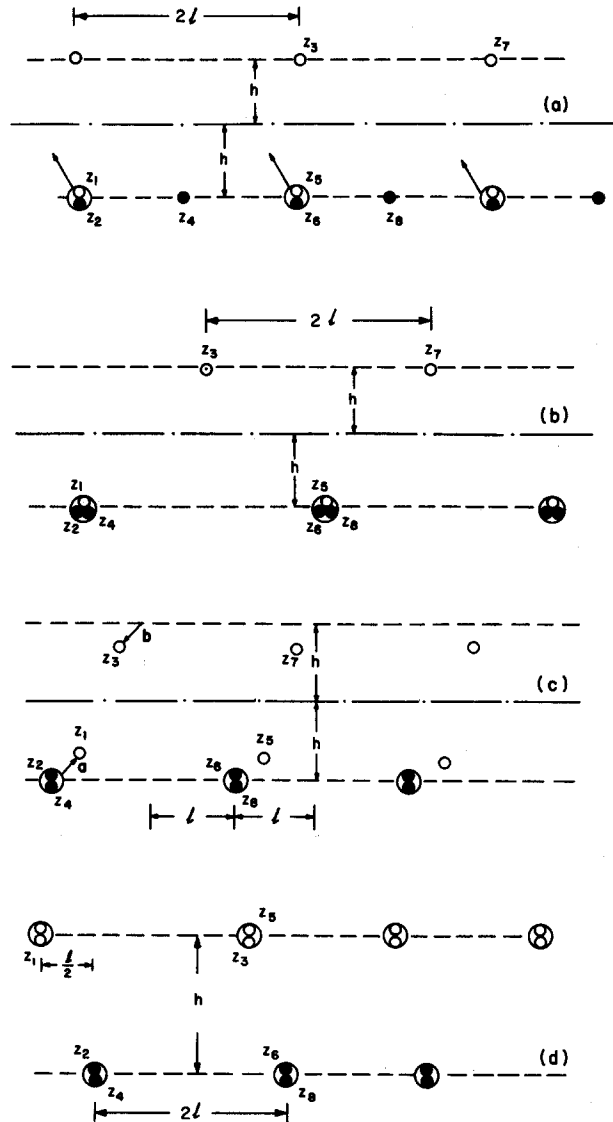 2l
z3 z7
h
(a)
h
z1 z5
z2 z4 z6 z8
2l
z3 z7
h
(b)
h
z1 z5
z2 z4 z6 z8
b
z3 z7 h
(c)
z1 z5 h
z2 a z6
z4 z8
l l
z5
z1 l/2 z3
h
z2 z6
(d)
z4 z8
2l